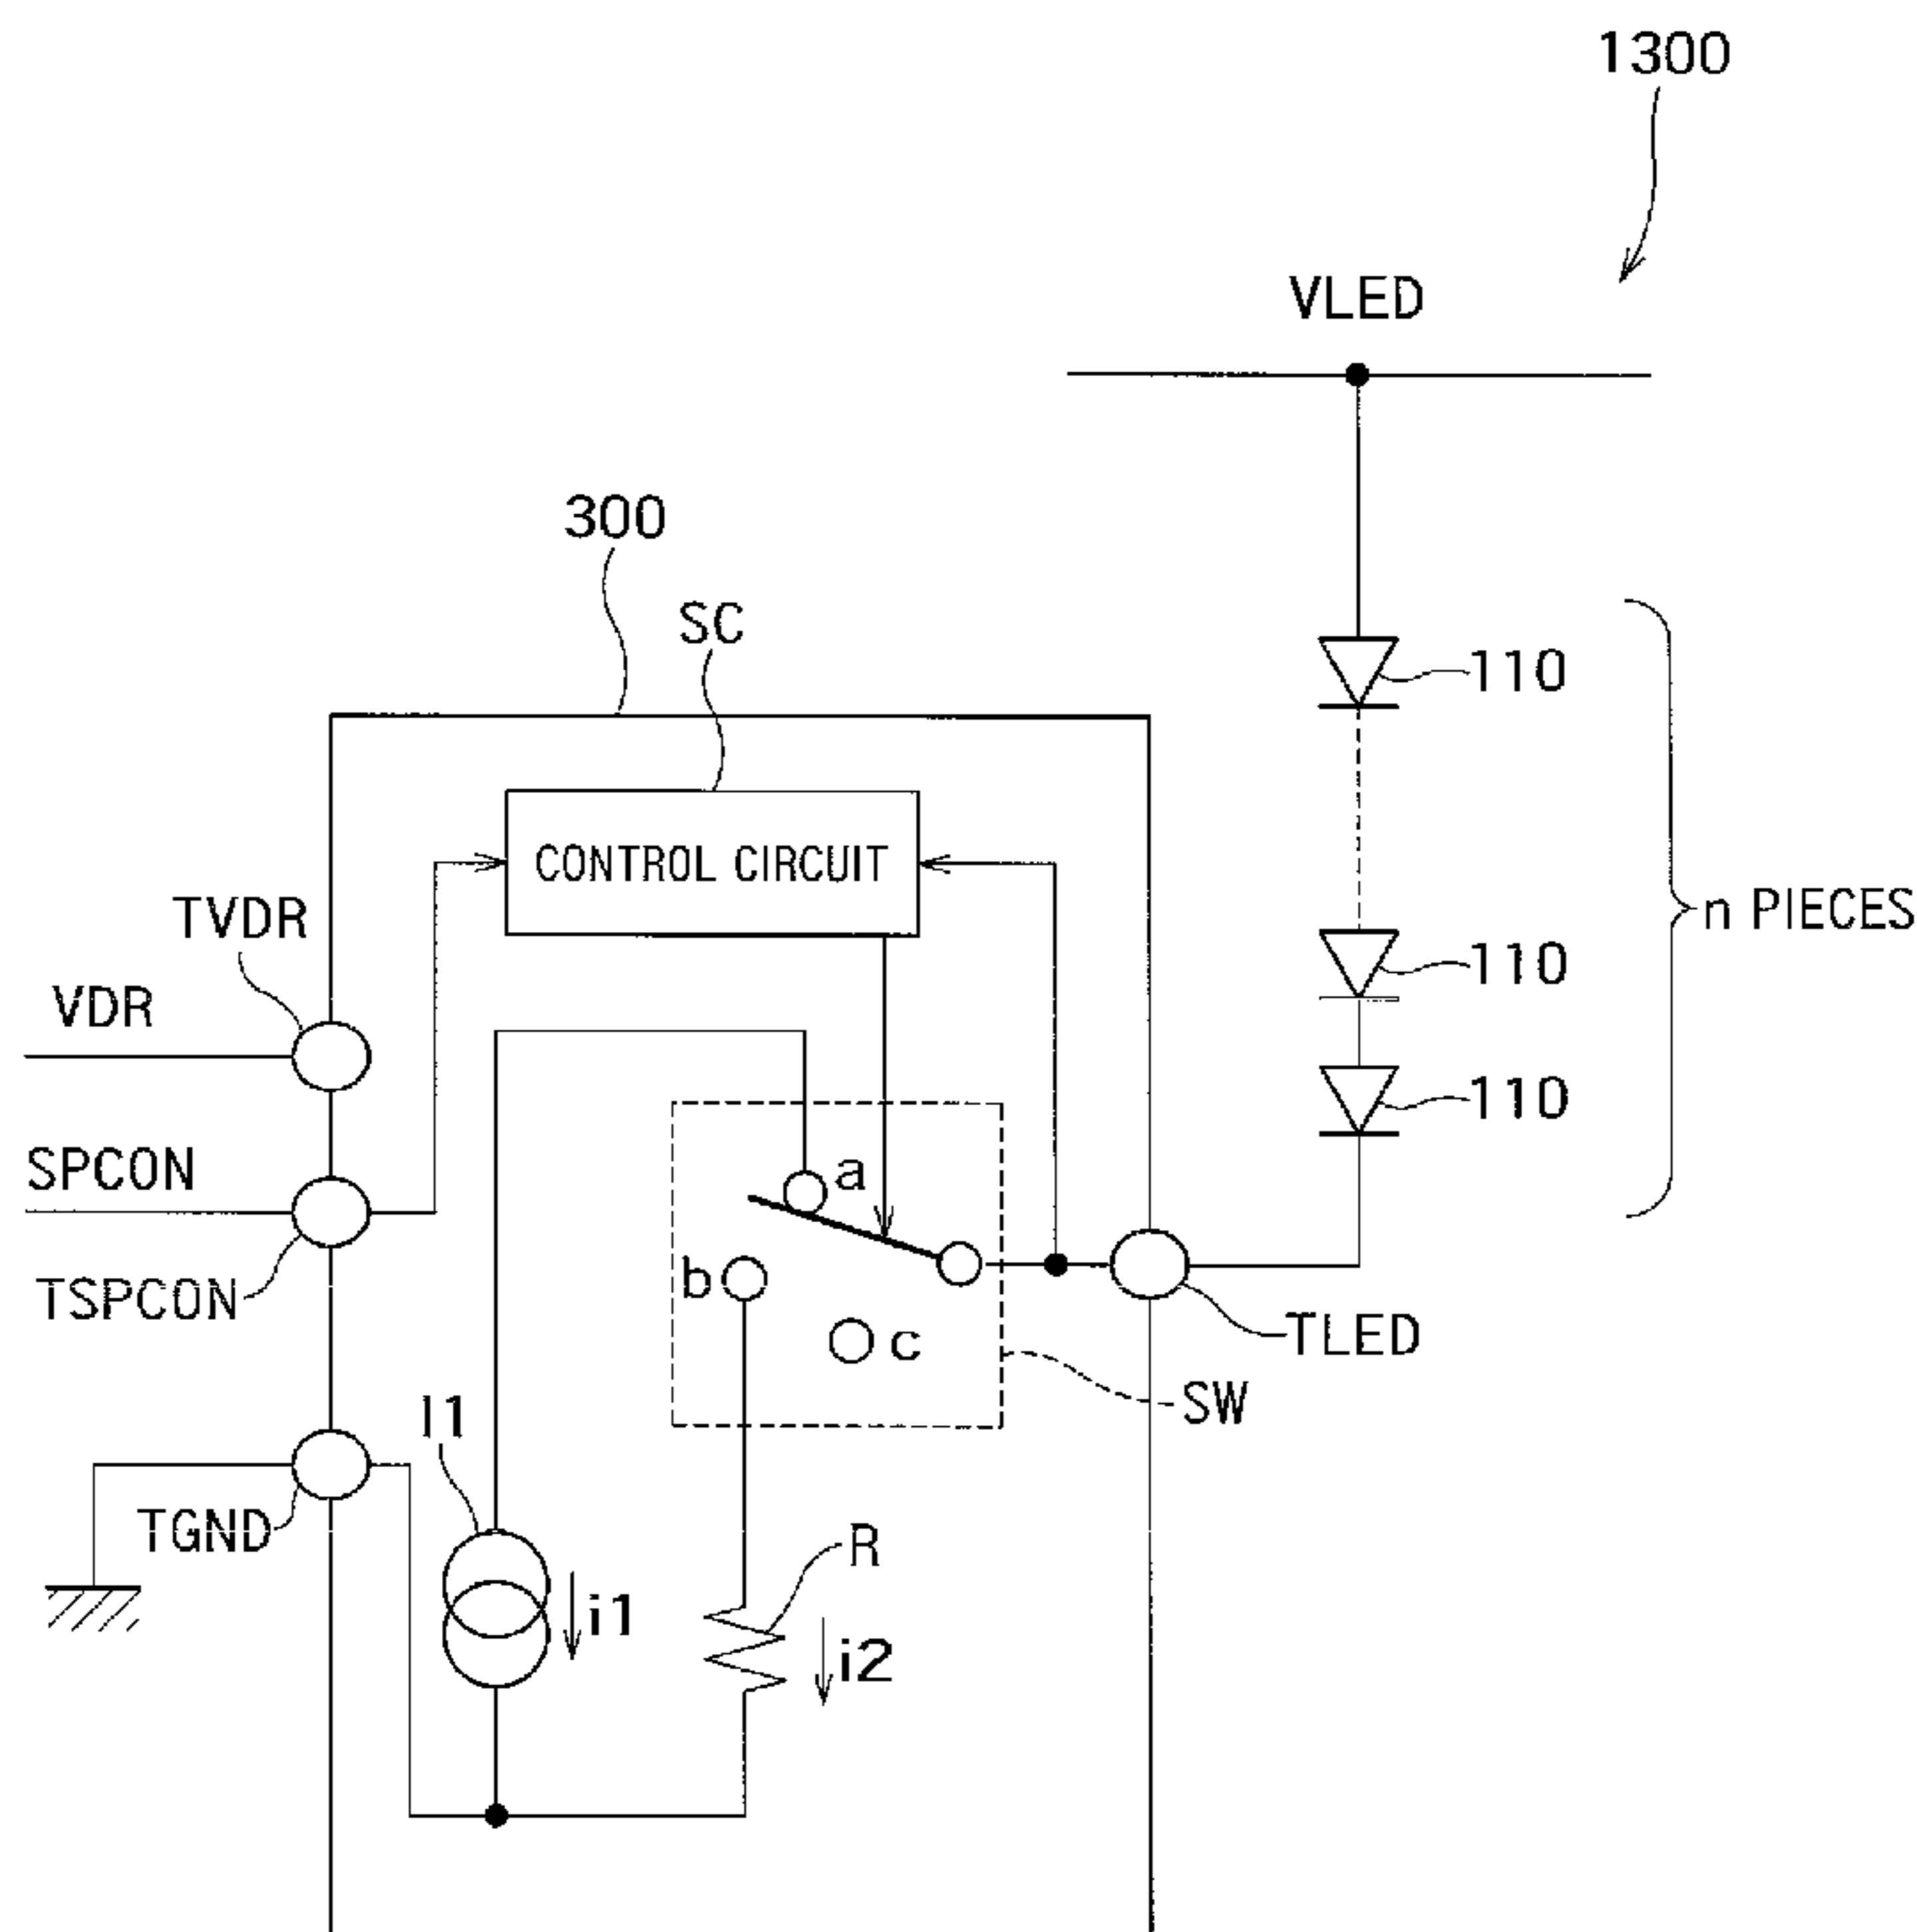 1300
VLED
300
SC
110
CONTROL CIRCUIT
TVDR
n PIECES
110
VDR
110
SPCON
a
b
TSPCON
c
TLED
SW
I1
TGND
R
i1
i2